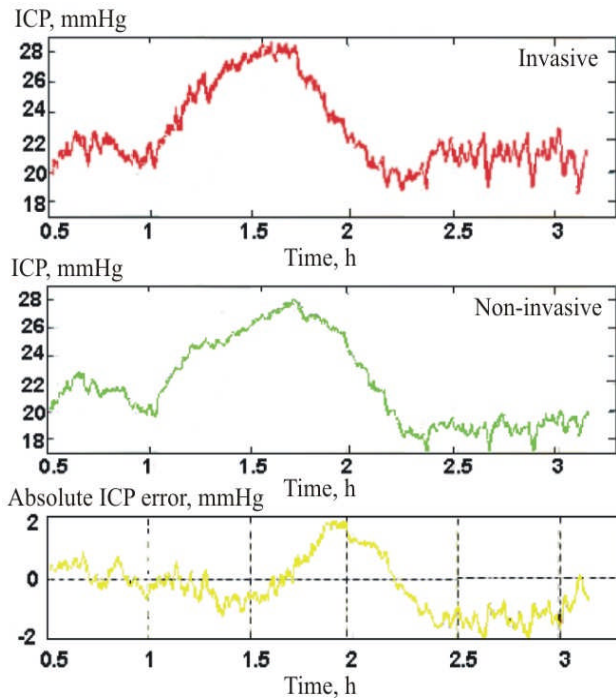 ICP, mmHg
Invasive
28
26
24
22
20
18
0.5 1 1.5 2 2.5 3
Time, h
ICP, mmHg
Non-invasive
28
26
24
22
20
18
0.5 1 1.5 2 2.5 3
Time, h
Absolute ICP error, mmHg
2
0
-2
0.5 1 1.5 2 2.5 3
Time, h